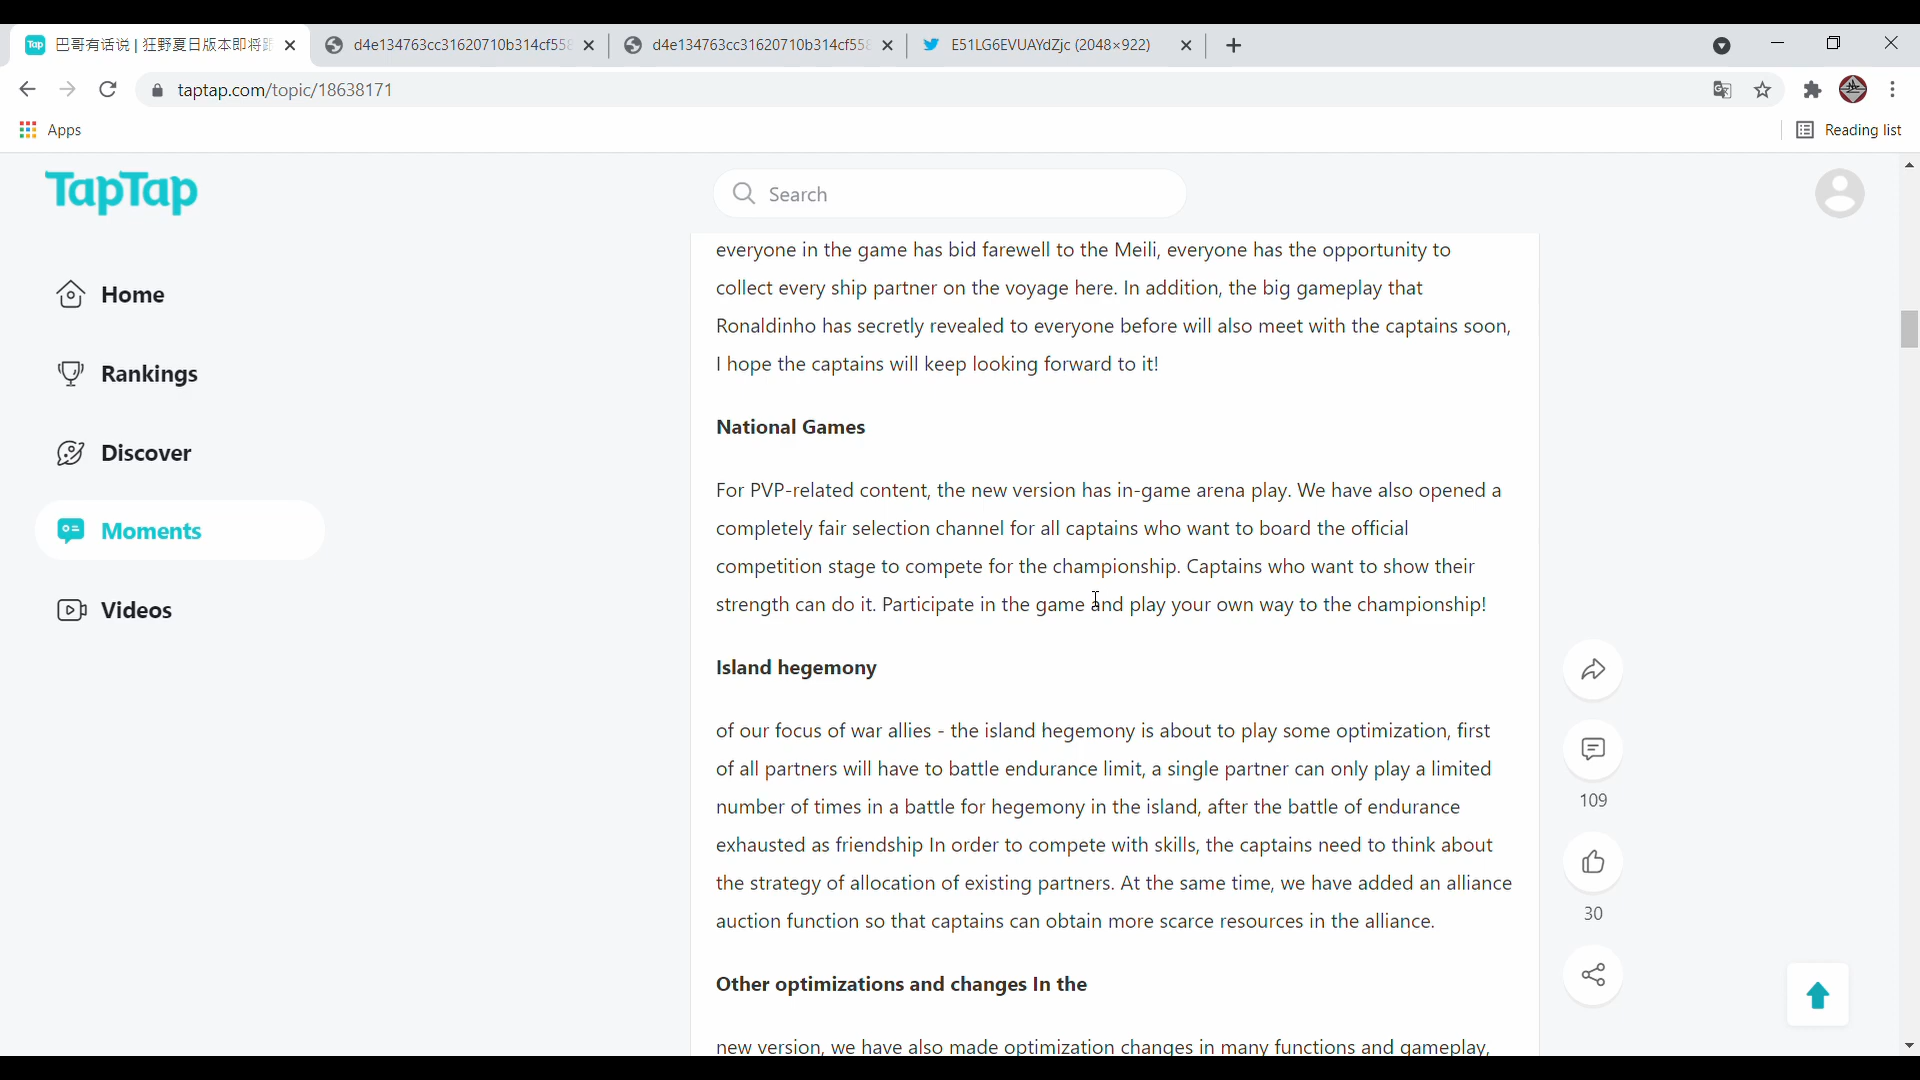 Tap 巴哥有话说 | 狂野夏日版本即将
d4e134763cc31620710b314cf558
d4e134763cc31620710b314cf558
E51LG6EVUAYdZjc (2048×922)
taptap.com/topic/18638171
Apps
Reading list
TapTap
Search
Home
Rankings
Discover
Moments
Videos
everyone in the game has bid farewell to the Meili, everyone has the opportunity to
collect every ship partner on the voyage here. In addition, the big gameplay that
Ronaldinho has secretly revealed to everyone before will also meet with the captains soon,
I hope the captains will keep looking forward to it!
National Games
For PVP-related content, the new version has in-game arena play. We have also opened a
completely fair selection channel for all captains who want to board the official
competition stage to compete for the championship. Captains who want to show their
strength can do it. Participate in the game and play your own way to the championship!
Island hegemony
of our focus of war allies - the island hegemony is about to play some optimization, first
of all partners will have to battle endurance limit, a single partner can only play a limited
number of times in a battle for hegemony in the island, after the battle of endurance
exhausted as friendship In order to compete with skills, the captains need to think about
the strategy of allocation of existing partners. At the same time, we have added an alliance
auction function so that captains can obtain more scarce resources in the alliance.
Other optimizations and changes In the
new version, we have also made optimization changes in many functions and gameplay,
109
30